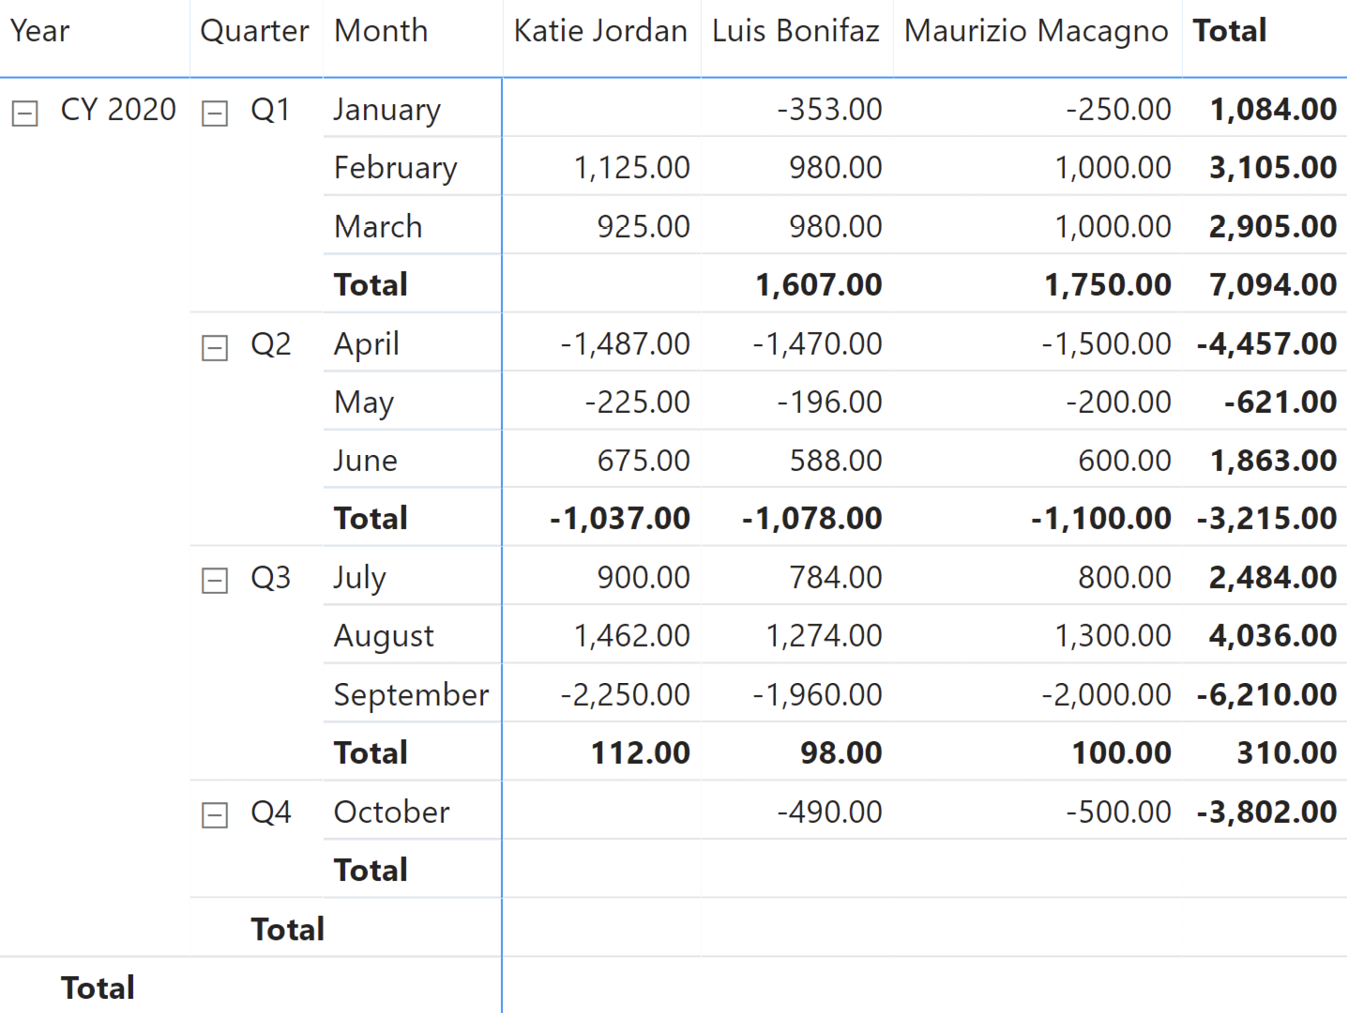 Year Quarter Month Katie Jordan Luis Bonifaz Maurizio Macagno Total
CY 2020 Q1 January -353.00 -250.00 1,084.00
February 1,125.00 980.00 1,000.00 3,105.00
March 925.00 980.00 1,000.00 2,905.00
Total 1,607.00 1,750.00 7,094.00
Q2 April -1,487.00 -1,470.00 -1,500.00 -4,457.00
May -225.00 -196.00 -200.00 -621.00
June 675.00 588.00 600.00 1,863.00
Total -1,037.00 -1,078.00 -1,100.00 -3,215.00
Q3 July 900.00 784.00 800.00 2,484.00
August 1,462.00 1,274.00 1,300.00 4,036.00
September -2,250.00 -1,960.00 -2,000.00 -6,210.00
Total 112.00 98.00 100.00 310.00
Q4 October -490.00 -500.00 -3,802.00
Total
Total
Total